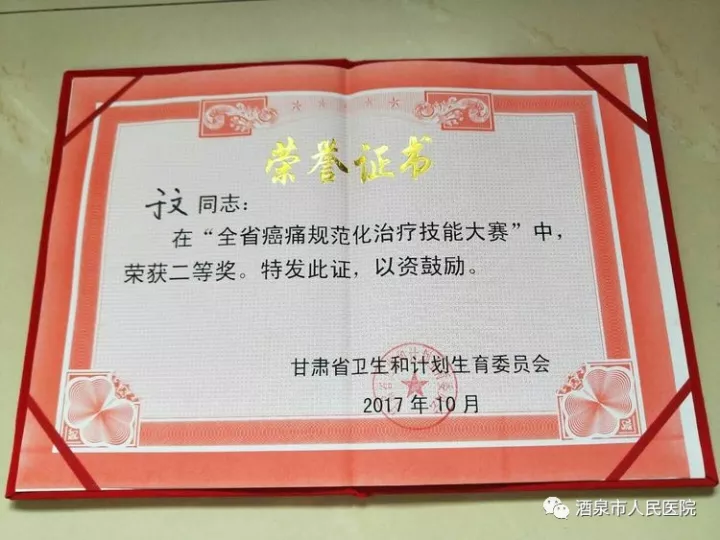 荣誉证书
于文 同志：
在“全省癌痛规范化治疗技能大赛”中，
荣获二等奖。特发此证，以资鼓励。
甘肃省卫生和计划生育委员会
2017年10月
酒泉市人民医院